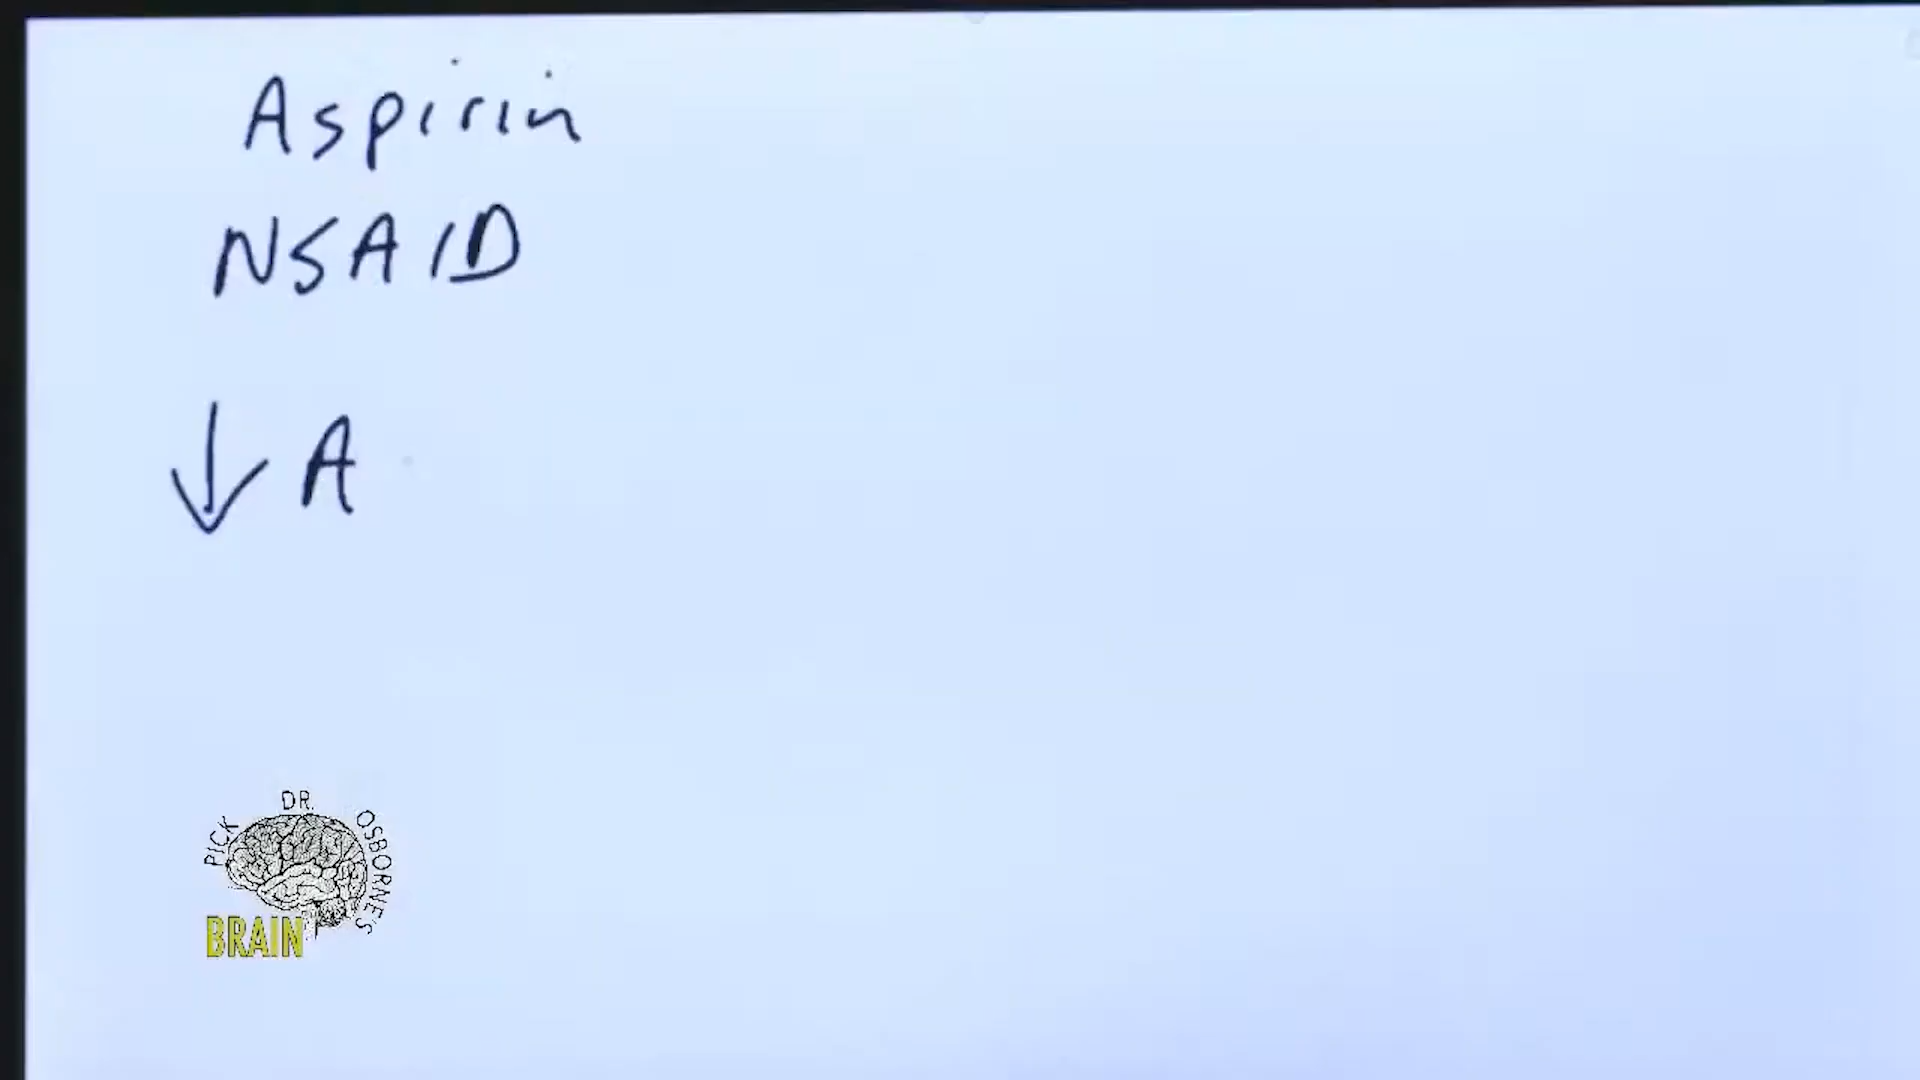 Aspirin
NSAID
↓ A
PICK DR. OSBORNE'S
BRAIN